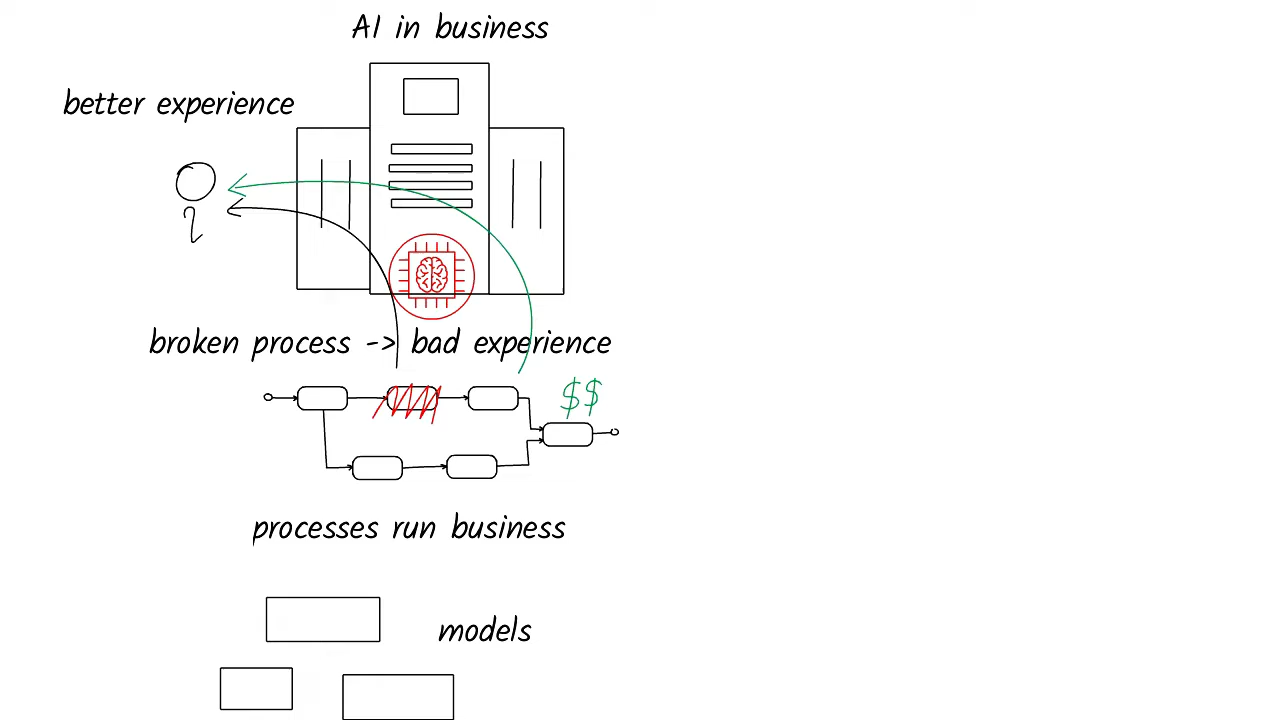 AI in business
better experience
broken process -> bad experience
$$
processes run business
models